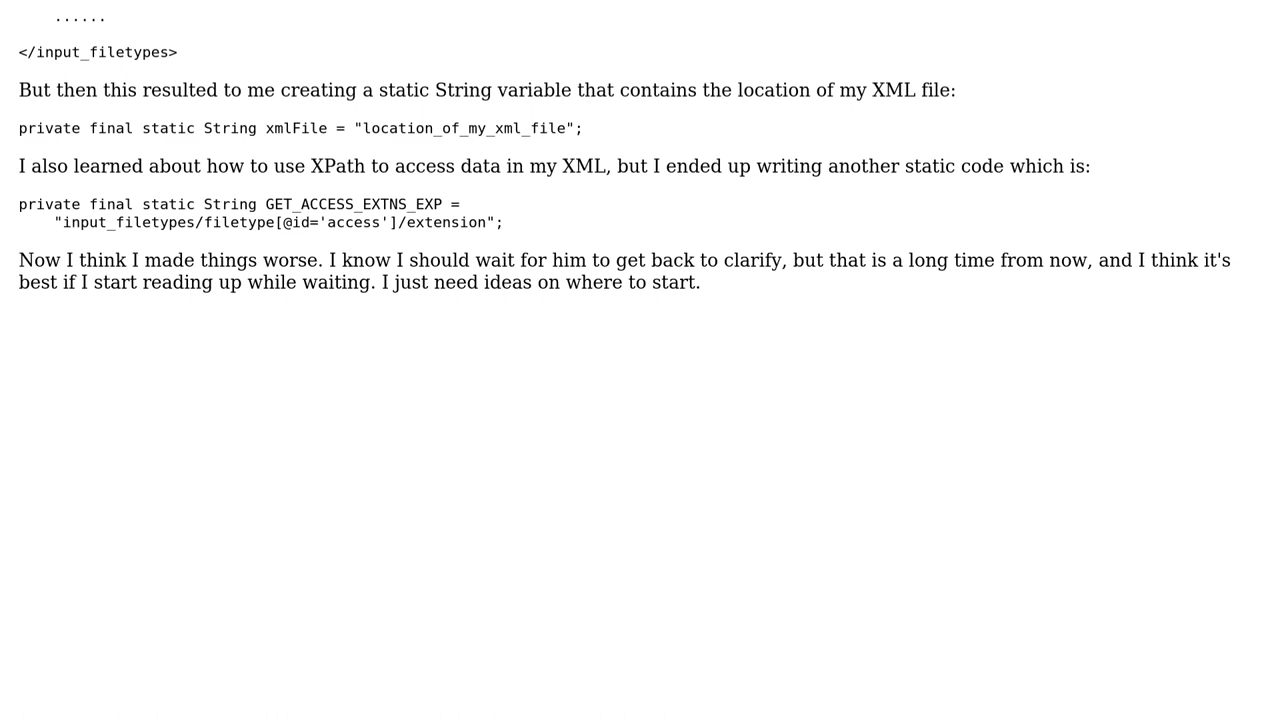 ......
</input_filetypes>
But then this resulted to me creating a static String variable that contains the location of my XML file:
private final static String xmlFile = "location_of_my_xml_file";
I also learned about how to use XPath to access data in my XML, but I ended up writing another static code which is:
private final static String GET_ACCESS_EXTNS_EXP =
    "input_filetypes/filetype[@id='access']/extension";
Now I think I made things worse. I know I should wait for him to get back to clarify, but that is a long time from now, and I think it's
best if I start reading up while waiting. I just need ideas on where to start.